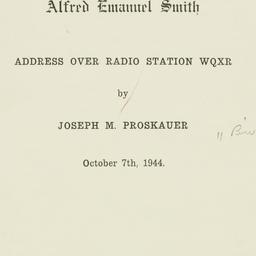 Alfred Emanuel Smith
ADDRESS OVER RADIO STATION WQXR
by
JOSEPH M. PROSKAUER
October 7th, 1944.